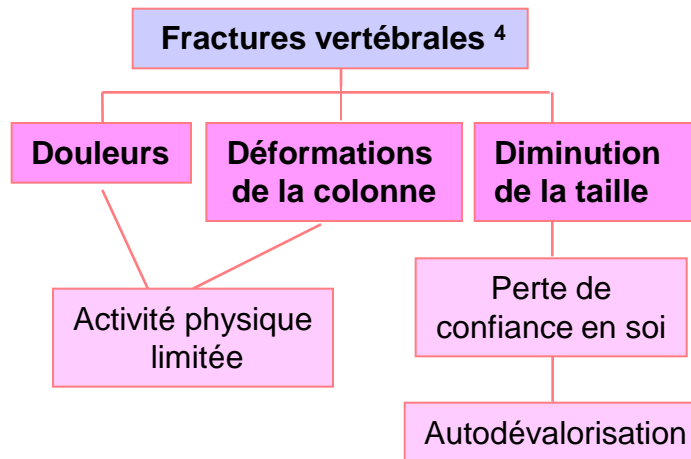 Fractures vertébrales 4
Douleurs
Déformations
de la colonne
Diminution
de la taille
Activité physique
limitée
Perte de
confiance en soi
Autodévalorisation